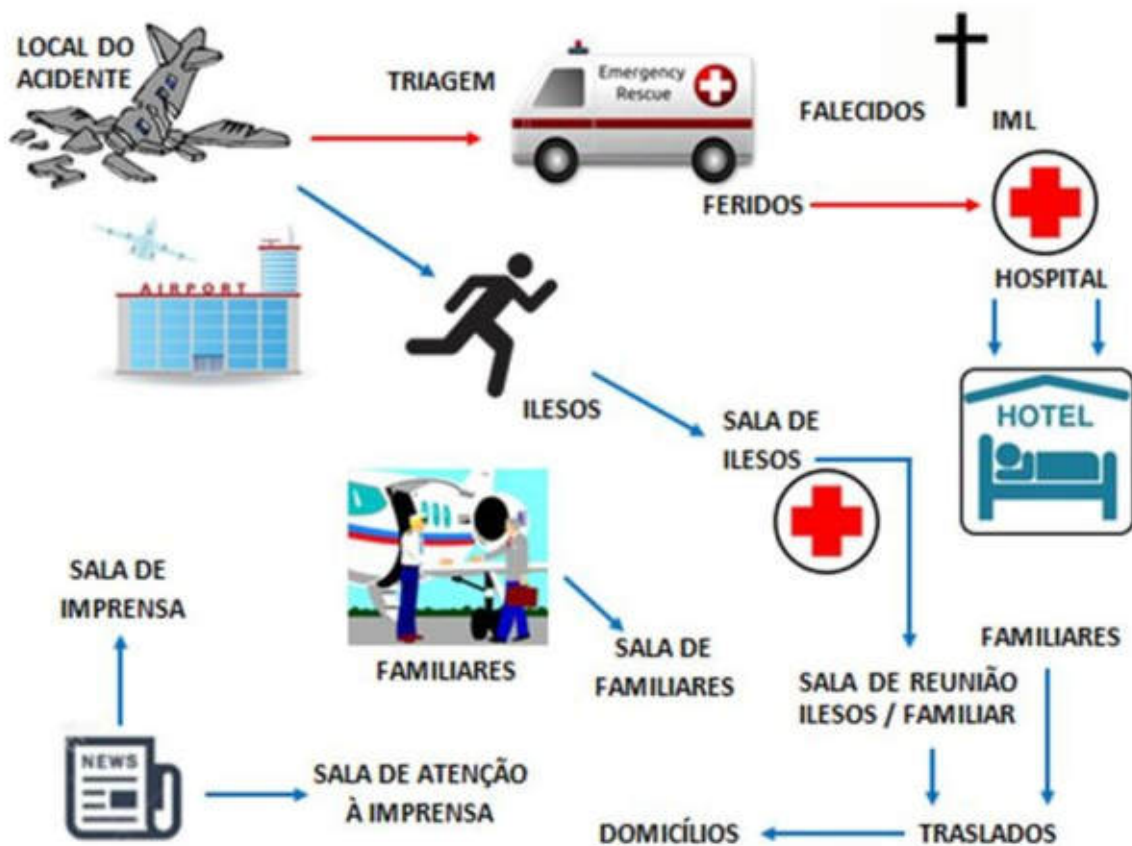 LOCAL DO
ACIDENTE
TRIAGEM
Emergency
Rescue
FALECIDOS
IML
FERIDOS
HOSPITAL
AIRPORT
ILESOS
SALA DE
ILESOS
HOTEL
SALA DE
IMPRENSA
FAMILIARES
SALA DE
FAMILIARES
FAMILIARES
SALA DE REUNIÃO
ILESOS / FAMILIAR
NEWS
SALA DE ATENÇÃO
À IMPRENSA
DOMICÍLIOS
TRASLADOS